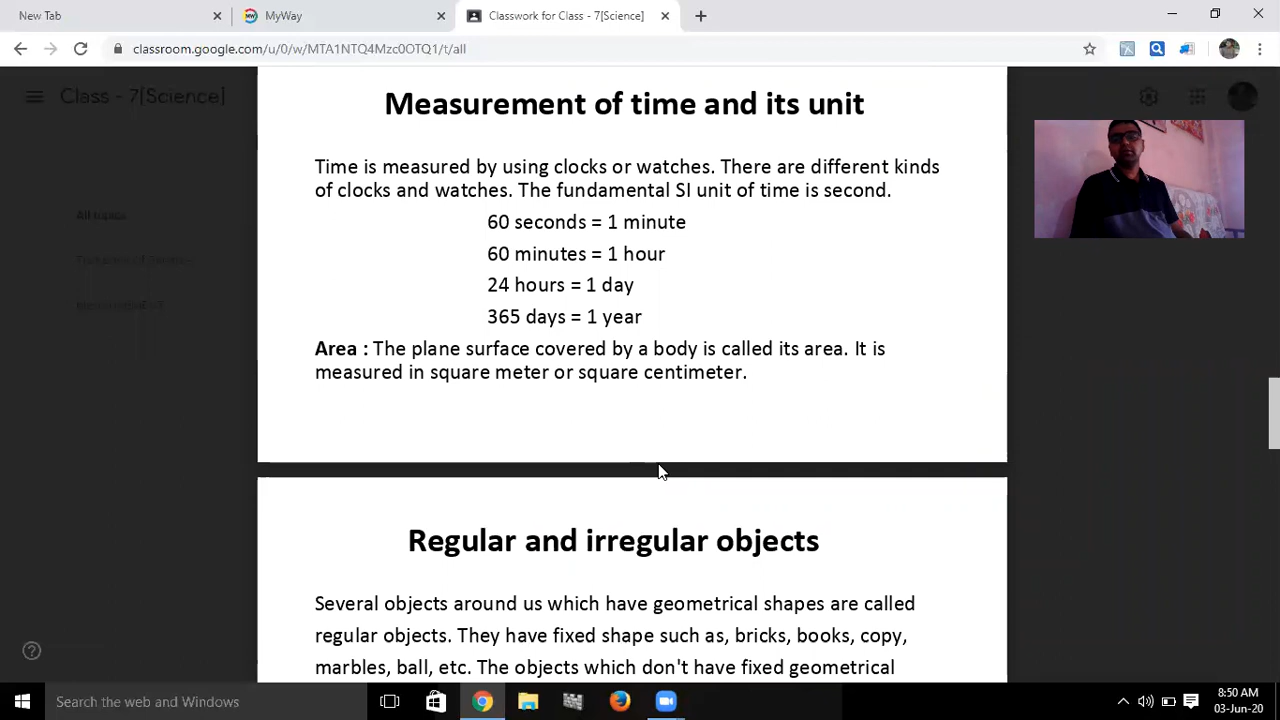 New Tab
MyWay
Classwork for Class - 7[Science]
classroom.google.com/u/0/w/MTA1NTQ4Mzc0OTQ1/t/all
Class - 7[Science]
All topics
Measurement of time and its unit
Time is measured by using clocks or watches. There are different kinds
of clocks and watches. The fundamental SI unit of time is second.
60 seconds = 1 minute
60 minutes = 1 hour
24 hours = 1 day
365 days = 1 year
Area : The plane surface covered by a body is called its area. It is
measured in square meter or square centimeter.
Regular and irregular objects
Several objects around us which have geometrical shapes are called
regular objects. They have fixed shape such as, bricks, books, copy,
marbles, ball, etc. The objects which don't have fixed geometrical
Search the web and Windows
8:50 AM
03-Jun-20